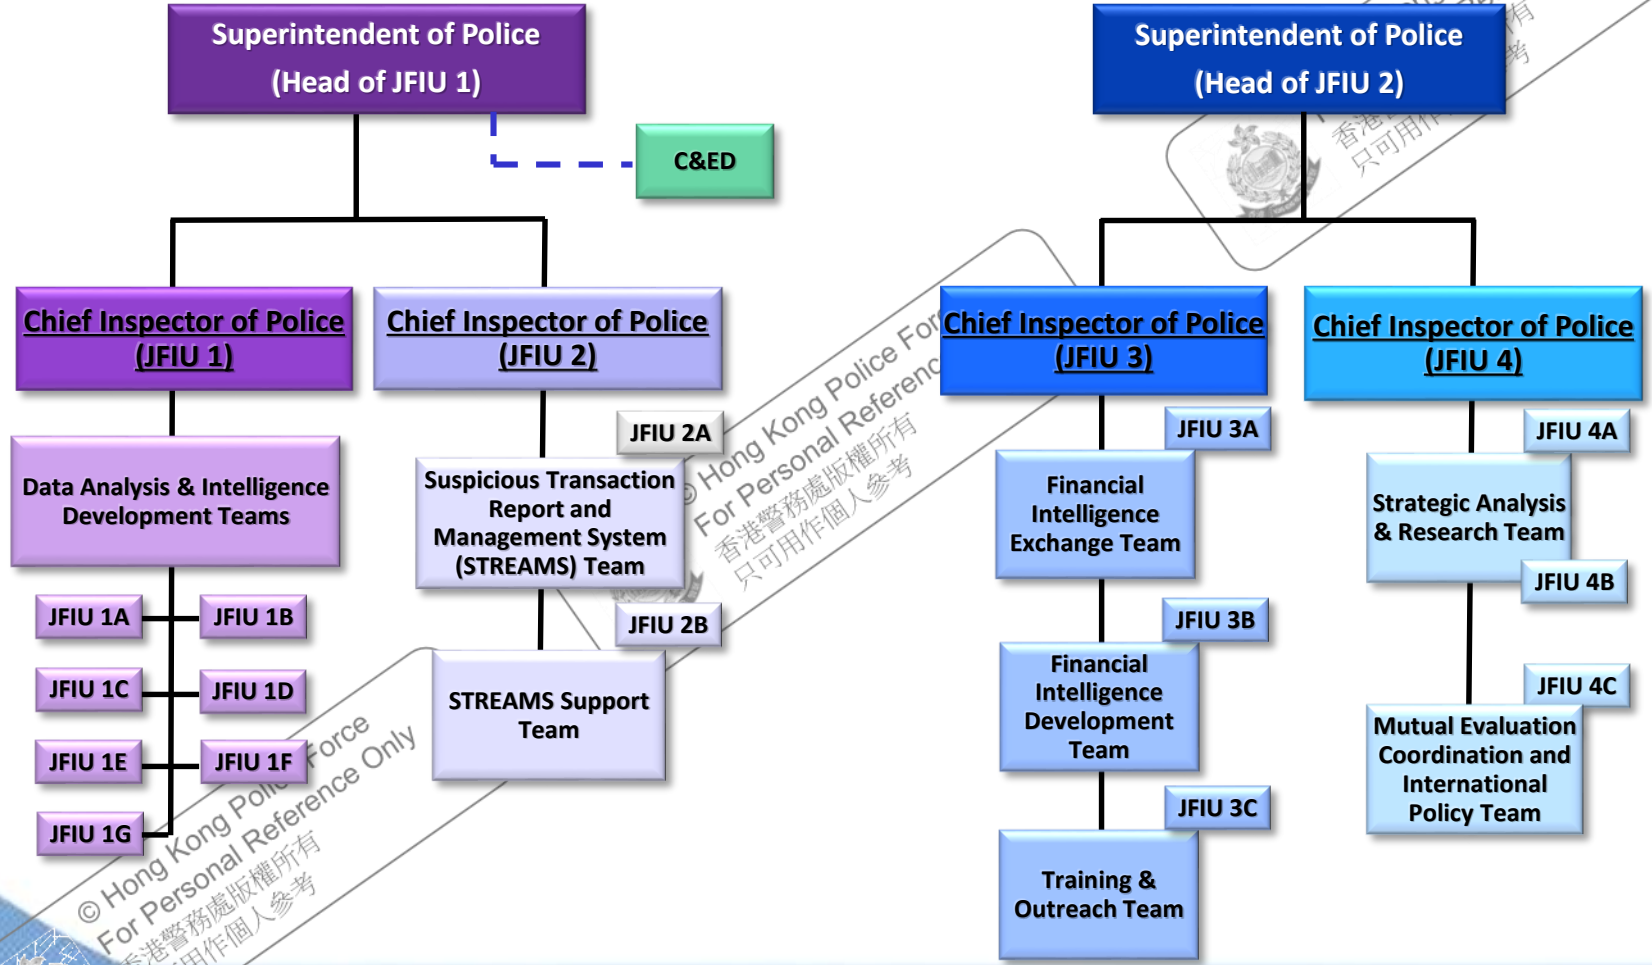 Superintendent of Police
(Head of JFIU 1)
C&ED
Chief Inspector of Police
(JFIU 1)
Data Analysis & Intelligence
Development Teams
JFIU 1A
JFIU 1B
JFIU 1C
JFIU 1D
JFIU 1E
JFIU 1F
JFIU 1G
Chief Inspector of Police
(JFIU 2)
JFIU 2A
Suspicious Transaction
Report and
Management System
(STREAMS) Team
JFIU 2B
STREAMS Support
Team
Superintendent of Police
(Head of JFIU 2)
Chief Inspector of Police
(JFIU 3)
JFIU 3A
Financial
Intelligence
Exchange Team
JFIU 3B
Financial
Intelligence
Development
Team
JFIU 3C
Training &
Outreach Team
Chief Inspector of Police
(JFIU 4)
JFIU 4A
Strategic Analysis
& Research Team
JFIU 4B
JFIU 4C
Mutual Evaluation
Coordination and
International
Policy Team
© Hong Kong Police Force
For Personal Reference Only
香港警務處版權所有
只可用作個人參考
© Hong Kong Police For
For Personal Referenc
香港警務處版權所有
只可用作個人參考